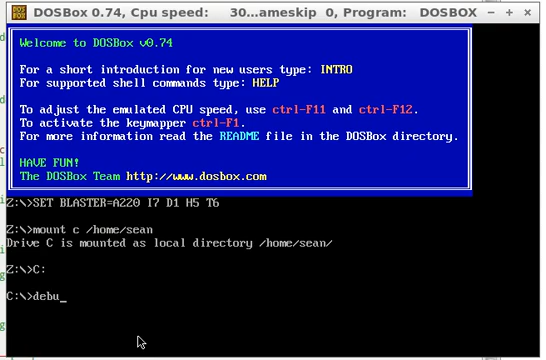 DOSBox 0.74, Cpu speed: 30...ameskip 0, Program: DOSBOX
Welcome to DOSBox v0.74
For a short introduction for new users type: INTRO
For supported shell commands type: HELP
To adjust the emulated CPU speed, use ctrl-F11 and ctrl-F12.
To activate the keymapper ctrl-F1.
For more information read the README file in the DOSBox directory.
HAVE FUN!
The DOSBox Team http://www.dosbox.com
Z:\>SET BLASTER=A220 I7 D1 H5 T6
Z:\>mount c /home/sean
Drive C is mounted as local directory /home/sean/
Z:\>C:
C:\>debu_